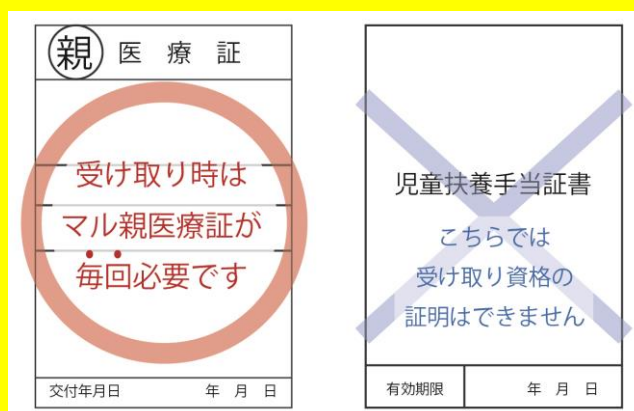 親 医療証
受け取り時は
マル親医療証が
毎回必要です
交付年月日 年 月 日
児童扶養手当証書
こちらでは
受け取り資格の
証明はできません
有効期限 年 月 日